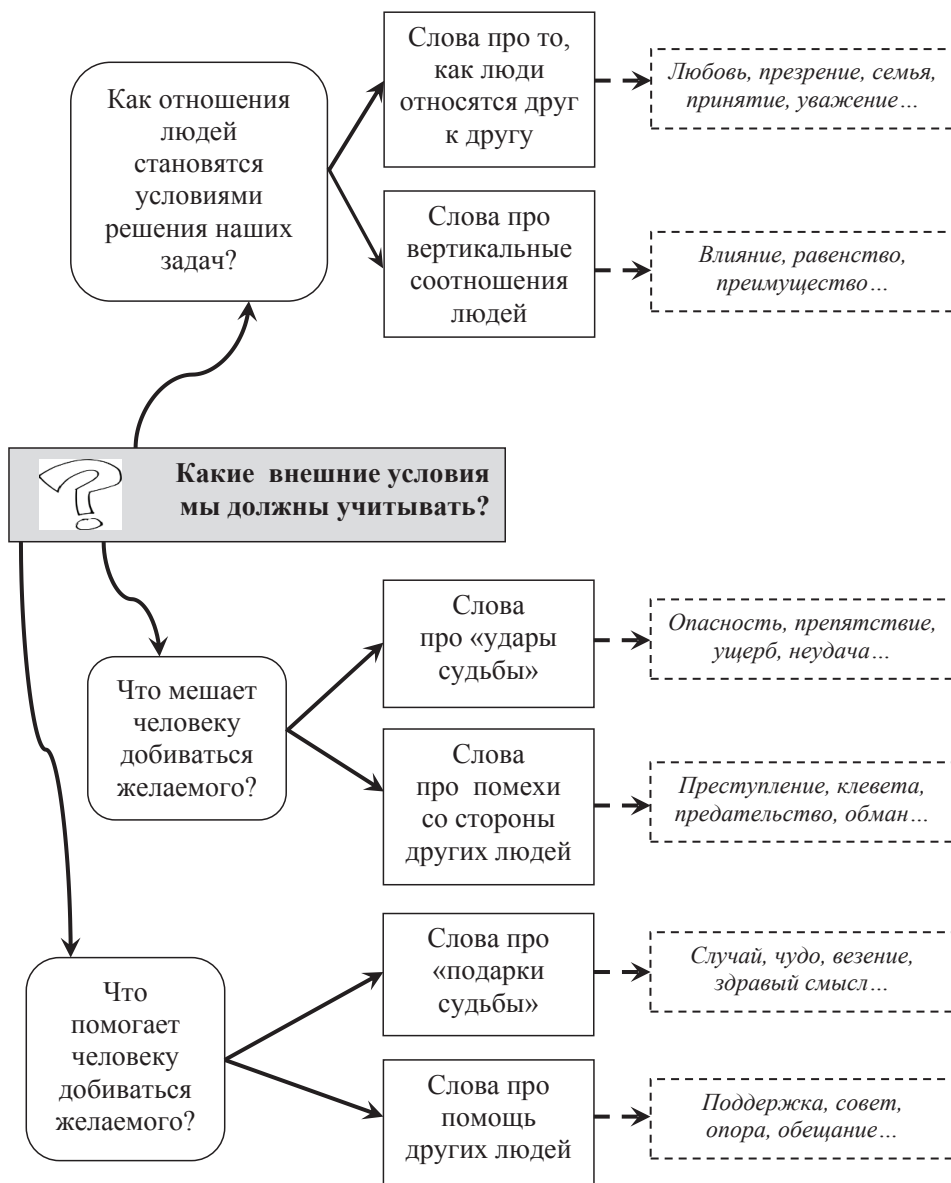 Как отношения
людей
становятся
условиями
решения наших
задач?
Слова про то,
как люди
относятся друг
к другу
Любовь, презрение, семья,
принятие, уважение…
Слова про
вертикальные
соотношения
людей
Влияние, равенство,
преимущество…
?
Какие внешние условия
мы должны учитывать?
Что мешает
человеку
добиваться
желаемого?
Слова
про «удары
судьбы»
Опасность, препятствие,
ущерб, неудача…
Слова
про помехи
со стороны
других людей
Преступление, клевета,
предательство, обман…
Что
помогает
человеку
добиваться
желаемого?
Слова про
«подарки
судьбы»
Случай, чудо, везение,
здравый смысл…
Слова про
помощь
других людей
Поддержка, совет,
опора, обещание…